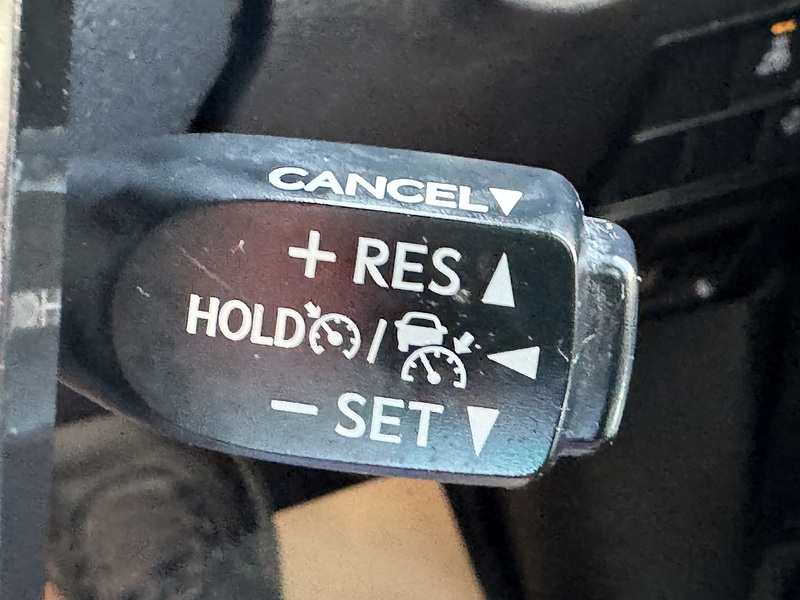 CANCEL▼
+ RES ▲
HOLD / ◀
− SET ▼